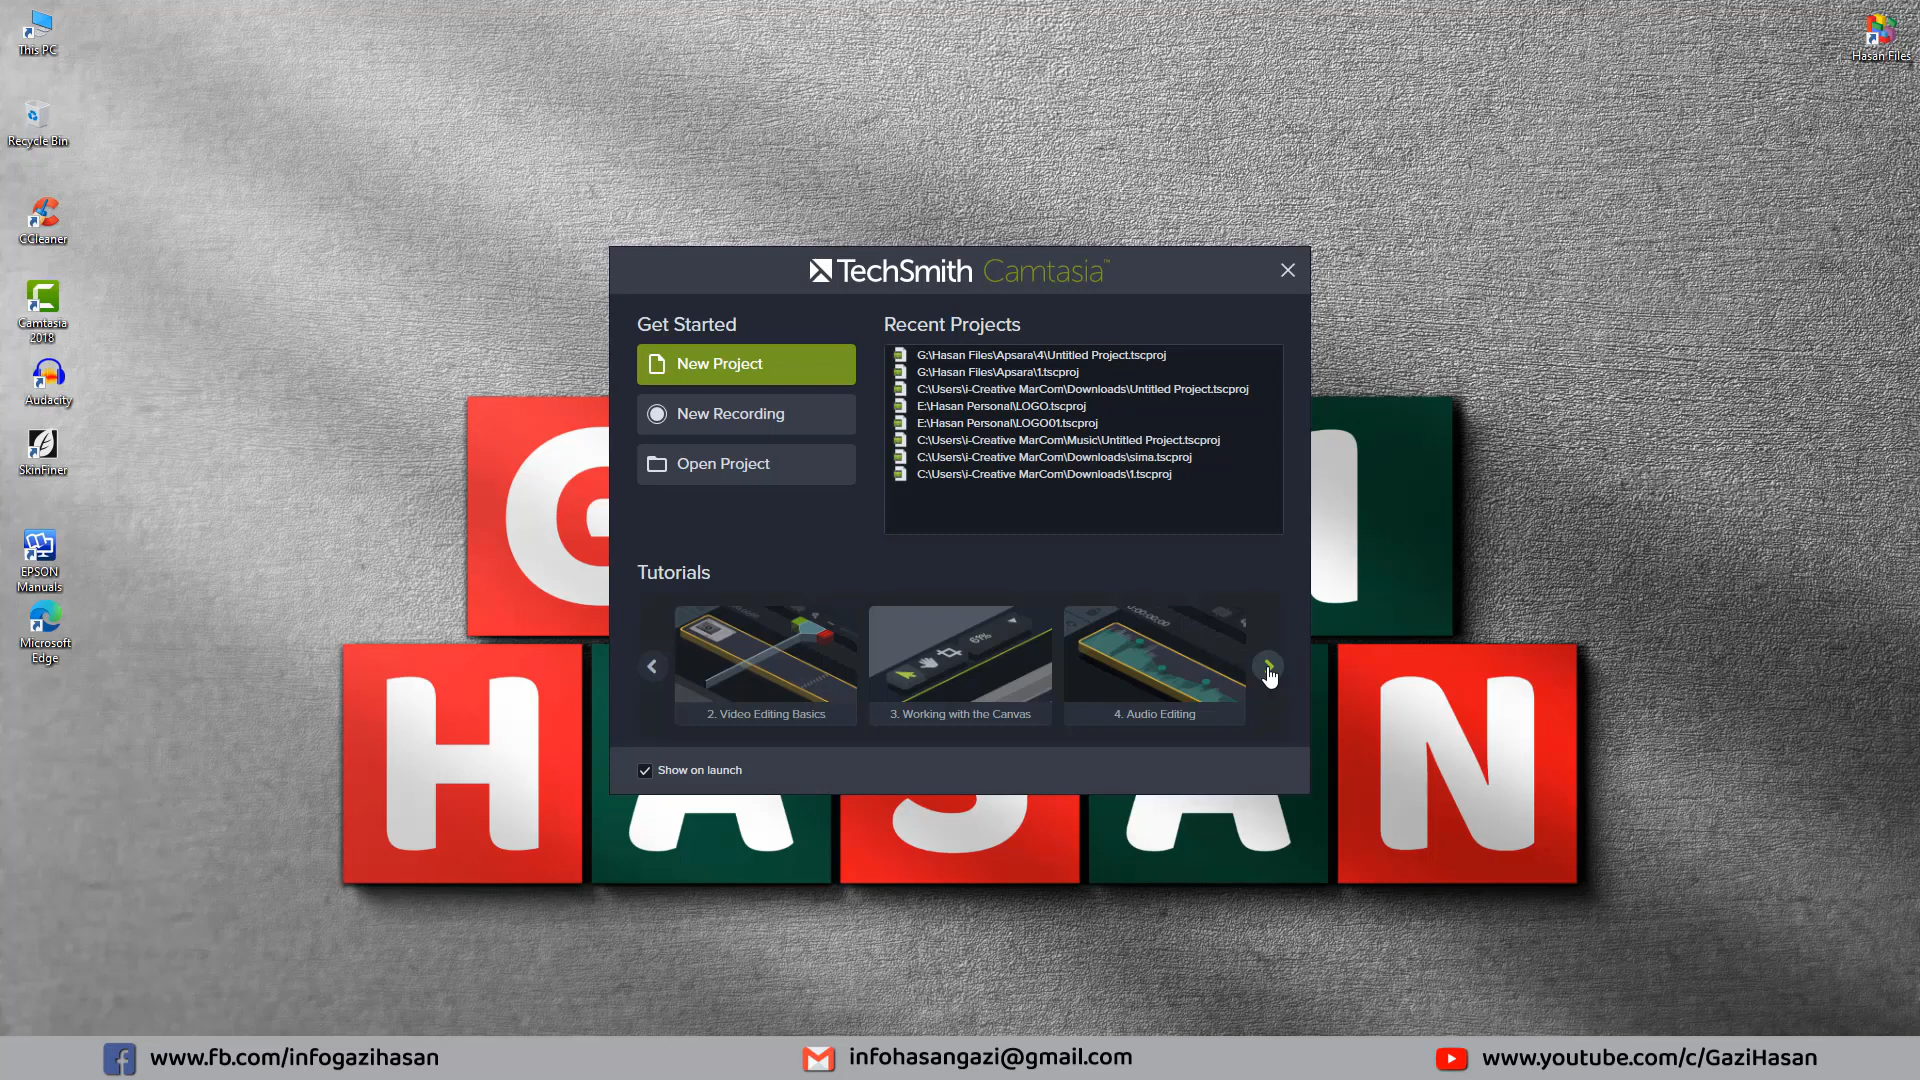 This PC
Hasan Files
Recycle Bin
CCleaner
Camtasia
2018
Audacity
SkinFiner
EPSON
Manuals
Microsoft
Edge
TechSmith Camtasia™
Get Started
New Project
New Recording
Open Project
Recent Projects
G:\Hasan Files\Apsara\4\Untitled Project.tscproj
G:\Hasan Files\Apsara\1.tscproj
C:\Users\i-Creative MarCom\Downloads\Untitled Project.tscproj
E:\Hasan Personal\LOGO.tscproj
E:\Hasan Personal\LOGO01.tscproj
C:\Users\i-Creative MarCom\Music\Untitled Project.tscproj
C:\Users\i-Creative MarCom\Downloads\sima.tscproj
C:\Users\i-Creative MarCom\Downloads\1.tscproj
Tutorials
61%
2. Video Editing Basics
3. Working with the Canvas
4. Audio Editing
Show on launch
G I
HASAN
www.fb.com/infogazihasan
infohasangazi@gmail.com
www.youtube.com/c/GaziHasan